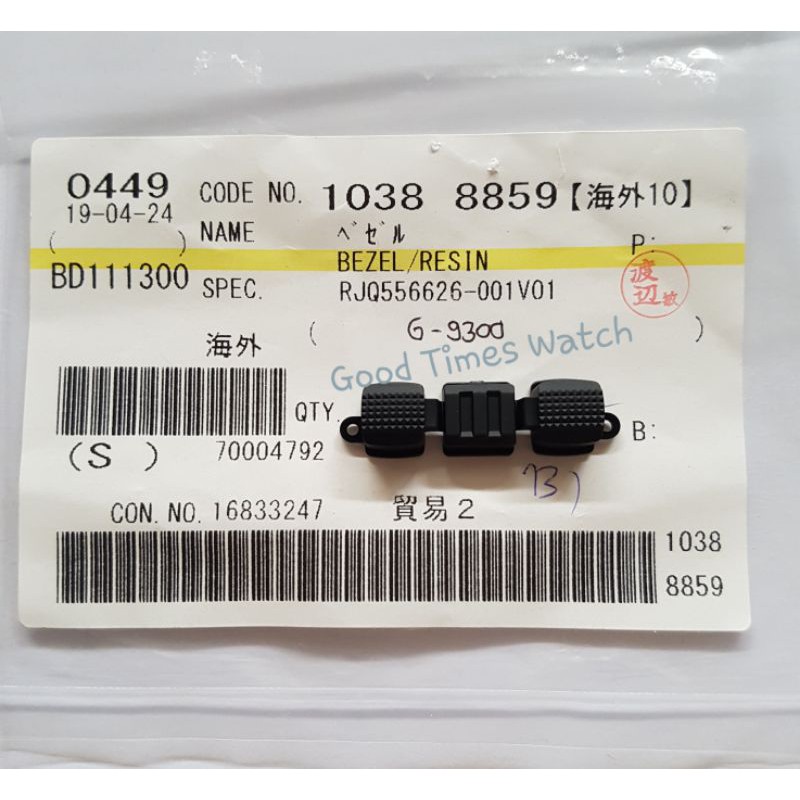 0449 CODE NO. 1038 8859【海外10】
19-04-24
( ) NAME ﾍﾞｾﾞﾙ P:
BEZEL/RESIN
BD111300 SPEC. RJQ556626-001V01
渡辺
海外 ( G-9300 )
Good Times Watch
QTY. B:
(S ) 70004792
CON. NO. 16833247 貿易2
1038
8859